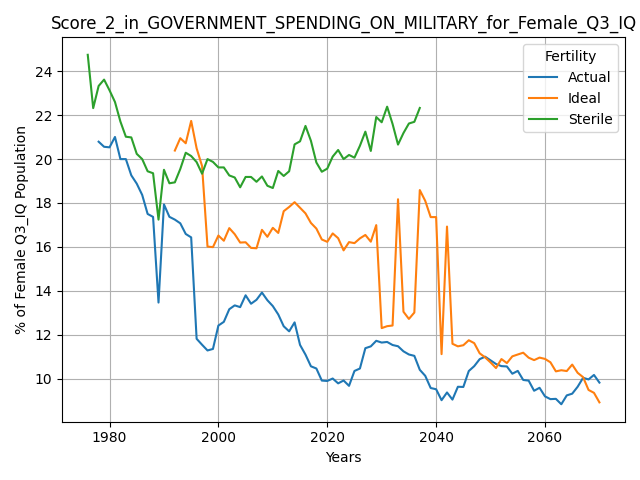 Score_2_in_GOVERNMENT_SPENDING_ON_MILITARY_for_Female_Q3_IQ
Fertility
Actual
Ideal
Sterile
% of Female Q3_IQ Population
24
22
20
18
16
14
12
10
1980
2000
2020
2040
2060
Years